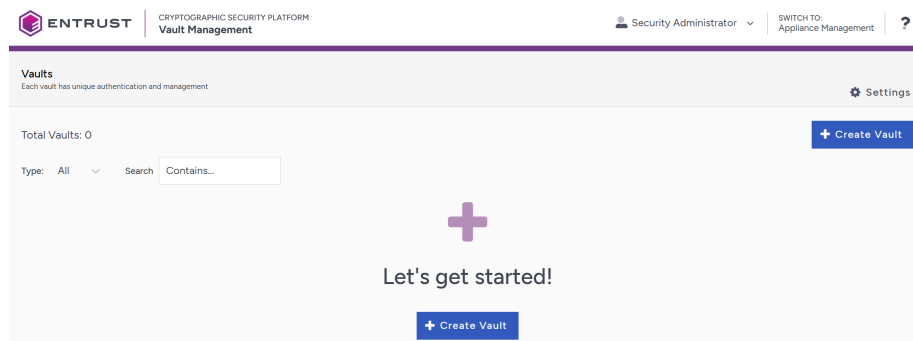 ENTRUST
CRYPTOGRAPHIC SECURITY PLATFORM
Vault Management
Security Administrator
SWITCH TO:
Appliance Management
?
Vaults
Each vault has unique authentication and management
Settings
Total Vaults: 0
Create Vault
Type: All
Search Contains...
Let's get started!
Create Vault